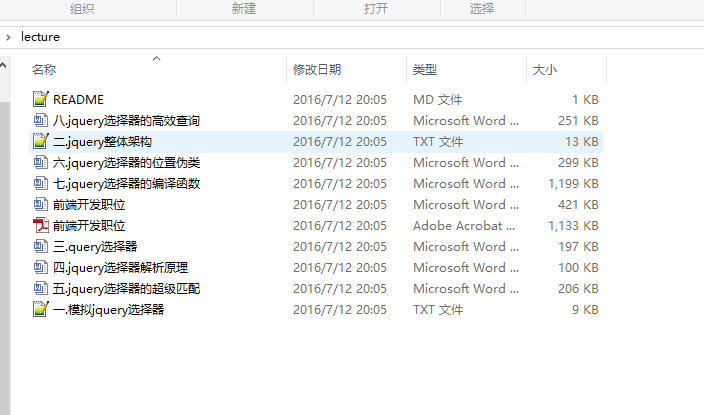 组织 新建 打开 选择
lecture
名称 修改日期 类型 大小
README 2016/7/12 20:05 MD 文件 1 KB
八.jquery选择器的高效查询 2016/7/12 20:05 Microsoft Word ... 251 KB
二.jquery整体架构 2016/7/12 20:05 TXT 文件 13 KB
六.jquery选择器的位置伪类 2016/7/12 20:05 Microsoft Word ... 299 KB
七.jquery选择器的编译函数 2016/7/12 20:05 Microsoft Word ... 1,199 KB
前端开发职位 2016/7/12 20:05 Microsoft Word ... 421 KB
前端开发职位 2016/7/12 20:05 Adobe Acrobat ... 1,133 KB
三.query选择器 2016/7/12 20:05 Microsoft Word ... 197 KB
四.jquery选择器解析原理 2016/7/12 20:05 Microsoft Word ... 100 KB
五.jquery选择器的超级匹配 2016/7/12 20:05 Microsoft Word ... 206 KB
一.模拟jquery选择器 2016/7/12 20:05 TXT 文件 9 KB